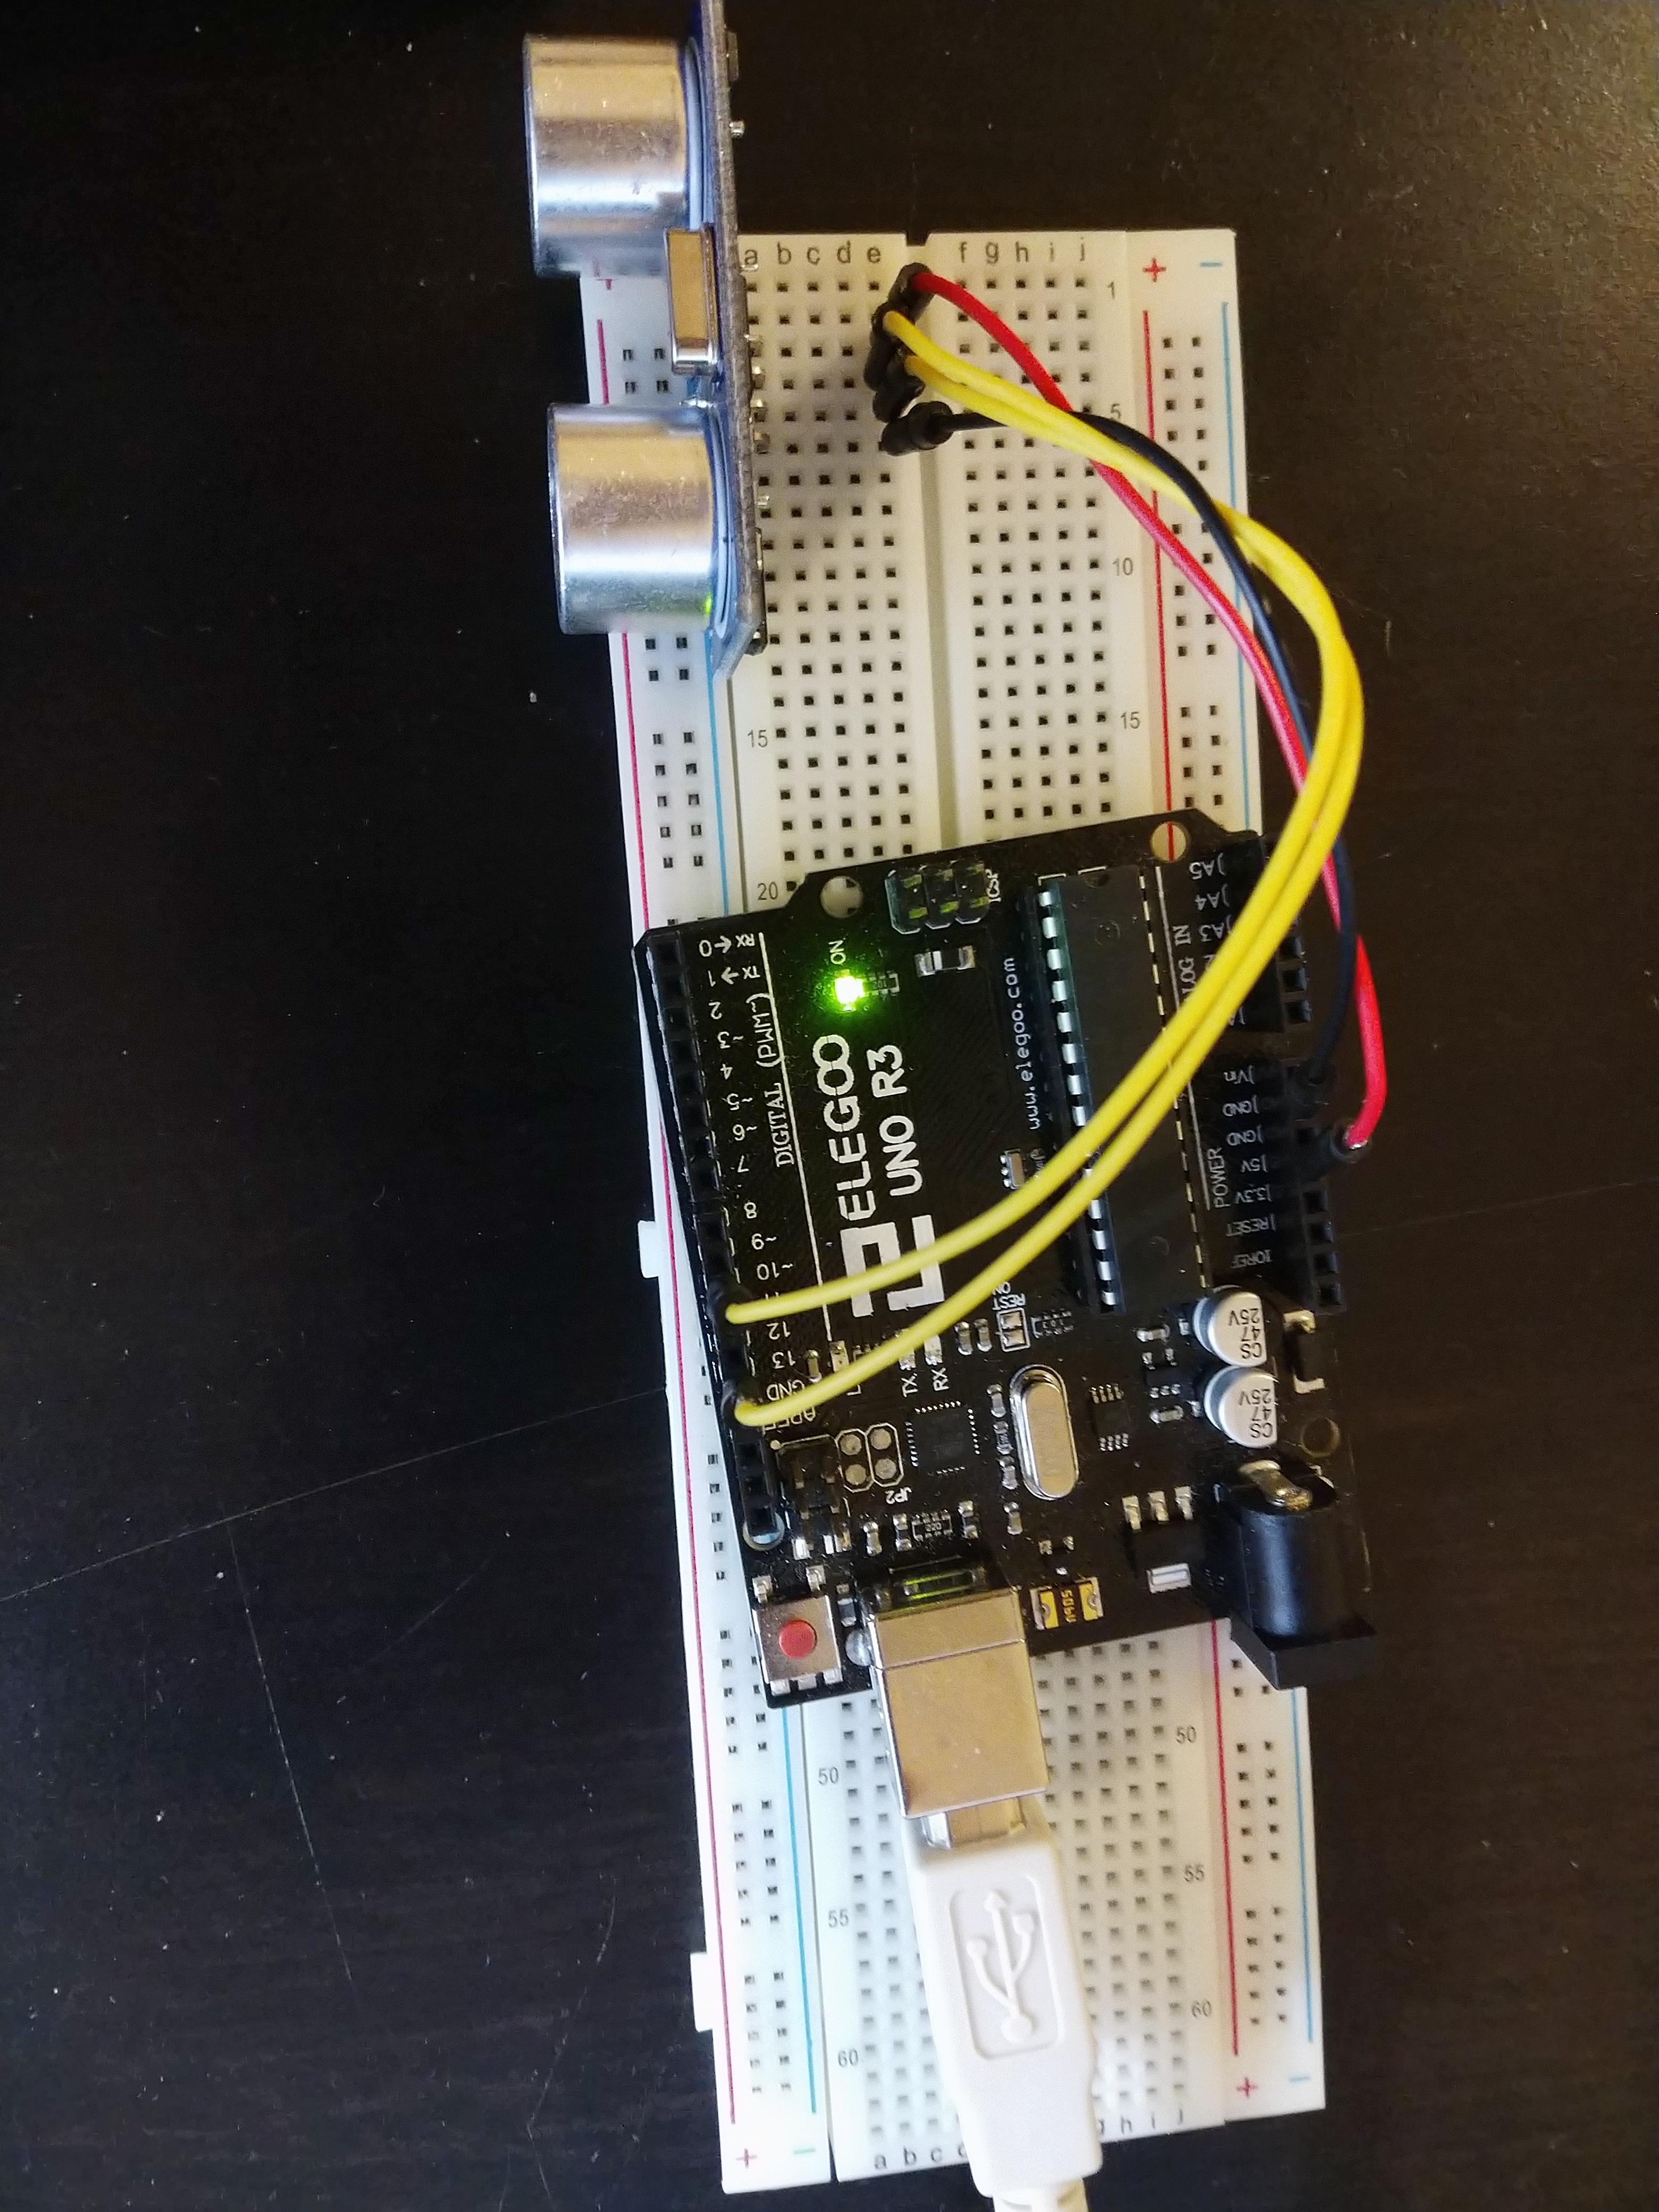 a b c d e
f g h i j
+ −
1
5
10
15
15
20
RX←0
TX→1
2
~3
4
~5
~6
7
8
~9
~10
12
13
GND
AREF
DIGITAL (PWM~)
ON
ELEGOO
UNO R3
www.elegoo.com
ICSP
A5
A4
A3
POWER
Vin
GND
GND
5V
3.3V
RESET
IOREF
TX
RX
JP2
220
CS
47
25V
CS
47
25V
50
50
55
55
60
60
+ −
+ −
a b c
h i j